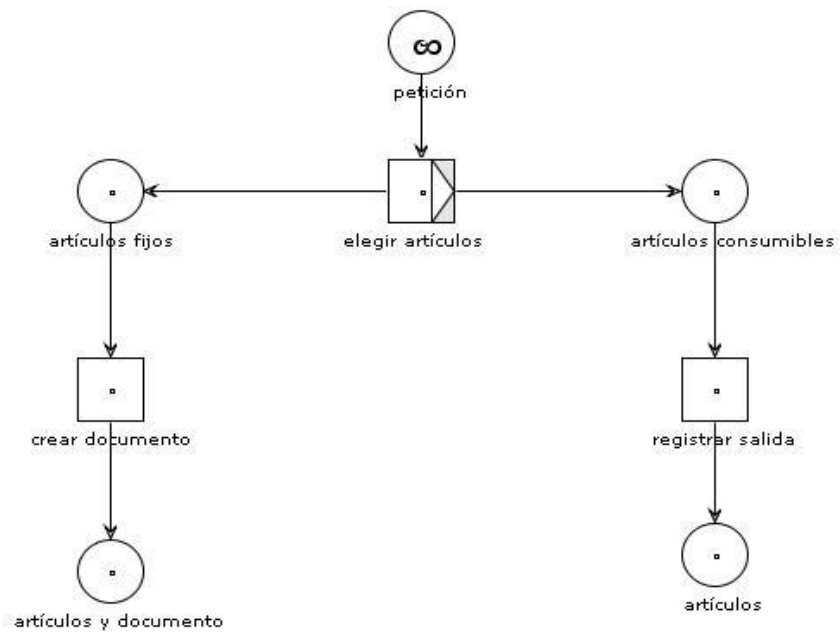 petición
artículos fijos
elegir artículos
artículos consumibles
crear documento
registrar salida
artículos y documento
artículos